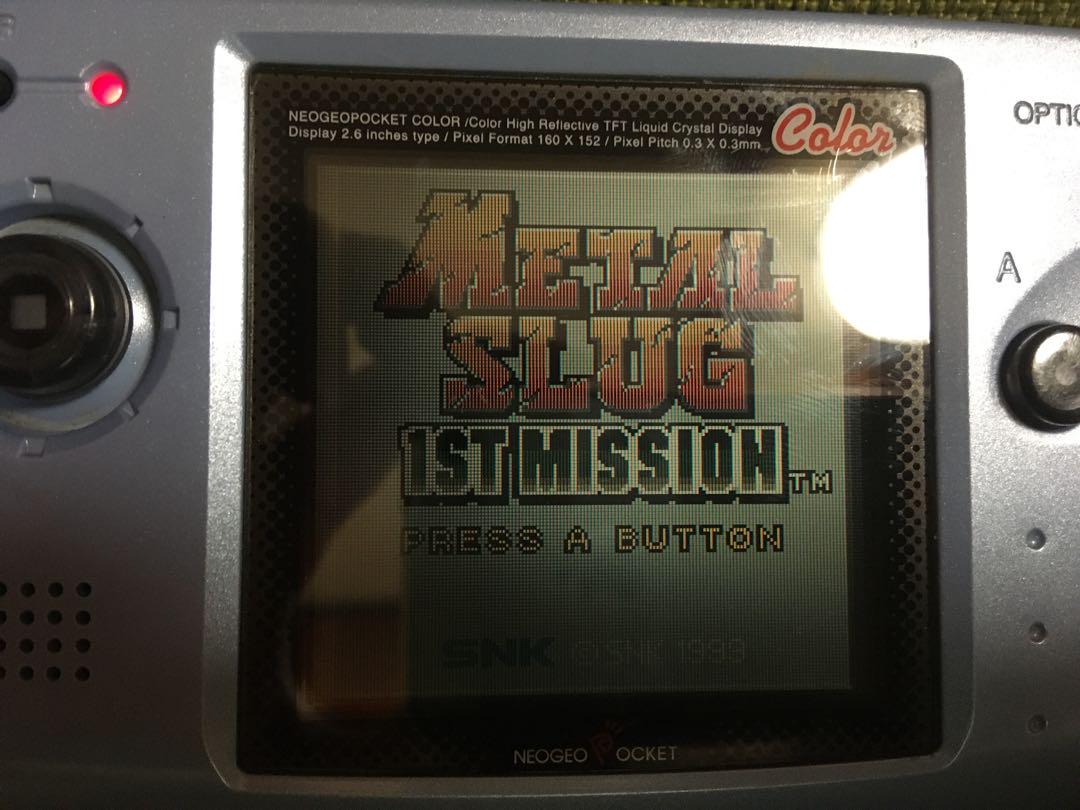 NEOGEOPOCKET COLOR /Color High Reflective TFT Liquid Crystal Display
Display 2.6 inches type / Pixel Format 160 X 152 / Pixel Pitch 0.3 X 0.3mm
Color
OPTIO
A
METAL
SLUG
1ST MISSION TM
PRESS A BUTTON
SNK ©SNK 1999
NEOGEO POCKET